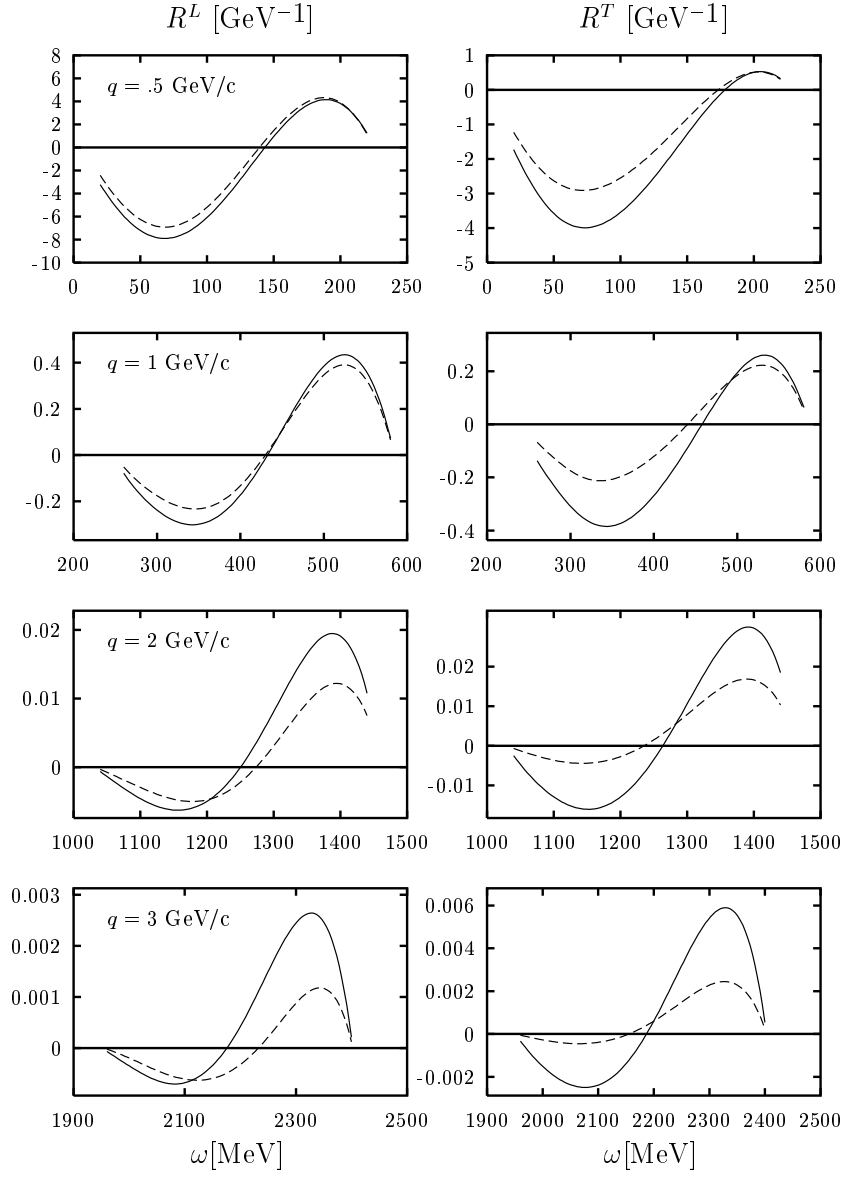 R^L [GeV⁻¹] R^T [GeV⁻¹]
8 1
6 q = .5 GeV/c 0
4 -1
2 -2
0 -3
-2 -4
-4 -5
-6
-8
-10
0 50 100 150 200 250 0 50 100 150 200 250
0.4 q = 1 GeV/c 0.2
0.2 0
0 -0.2
-0.2 -0.4
200 300 400 500 600 200 300 400 500 600
0.02 q = 2 GeV/c 0.02
0.01 0.01
0 0
-0.01
1000 1100 1200 1300 1400 1500 1000 1100 1200 1300 1400 1500
0.003 q = 3 GeV/c 0.006
0.002 0.004
0.001 0.002
0 0
-0.002
1900 2100 2300 2500 1900 2000 2100 2200 2300 2400 2500
ω[MeV] ω[MeV]